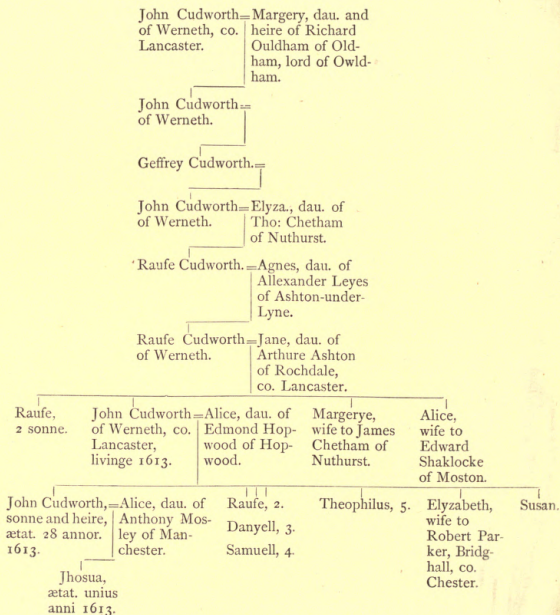 John Cudworth=Margery, dau. and
of Werneth, co. heire of Richard
Lancaster. Ouldham of Old-
ham, lord of Owld-
ham.
John Cudworth=
of Werneth.
Geffrey Cudworth.=
John Cudworth=Elyza., dau. of
of Werneth. Tho: Chetham
of Nuthurst.
Raufe Cudworth.=Agnes, dau. of
Allexander Leyes
of Ashton-under-
Lyne.
Raufe Cudworth=Jane, dau. of
of Werneth. Arthure Ashton
of Rochdale,
co. Lancaster.
Raufe,
2 sonne.
John Cudworth=Alice, dau. of
of Werneth, co. Edmond Hop-
Lancaster, wood of Hop-
livinge 1613. wood.
Margerye,
wife to James
Chetham of
Nuthurst.
Alice,
wife to
Edward
Shaklocke
of Moston.
John Cudworth,=Alice, dau. of
sonne and heire, Anthony Mos-
ætat. 28 annor. ley of Man-
1613. chester.
Raufe, 2.
Danyell, 3.
Samuell, 4.
Theophilus, 5.
Elyzabeth,
wife to
Robert Par-
ker, Bridg-
hall, co.
Chester.
Susan.
Jhosua,
ætat. unius
anni 1613.